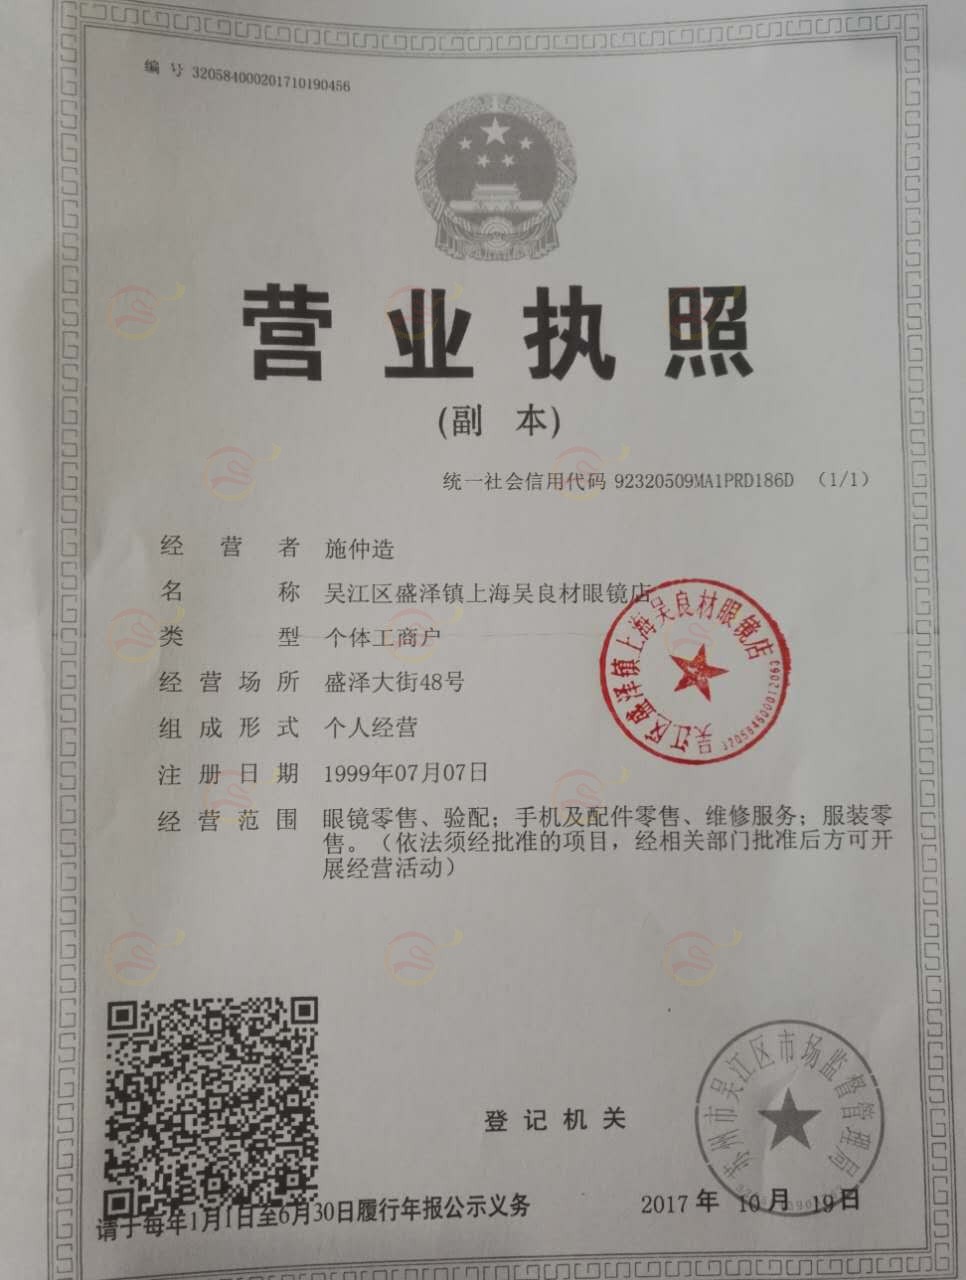 编 号 320584000201710190456
营业执照
(副 本)
统一社会信用代码 92320509MA1PRD186D (1/1)
经营者 施仲造
名称 吴江区盛泽镇上海吴良材眼镜店
类型 个体工商户
经营场所 盛泽大街48号
组成形式 个人经营
注册日期 1999年07月07日
经营范围 眼镜零售、验配；手机及配件零售、维修服务；服装零
售。（依法须经批准的项目，经相关部门批准后方可开
展经营活动）
吴江区盛泽镇上海吴良材眼镜店
登记机关
苏州市吴江区市场监督管理局
2017 年 10 月 19 日
请于每年1月1日至6月30日履行年报公示义务